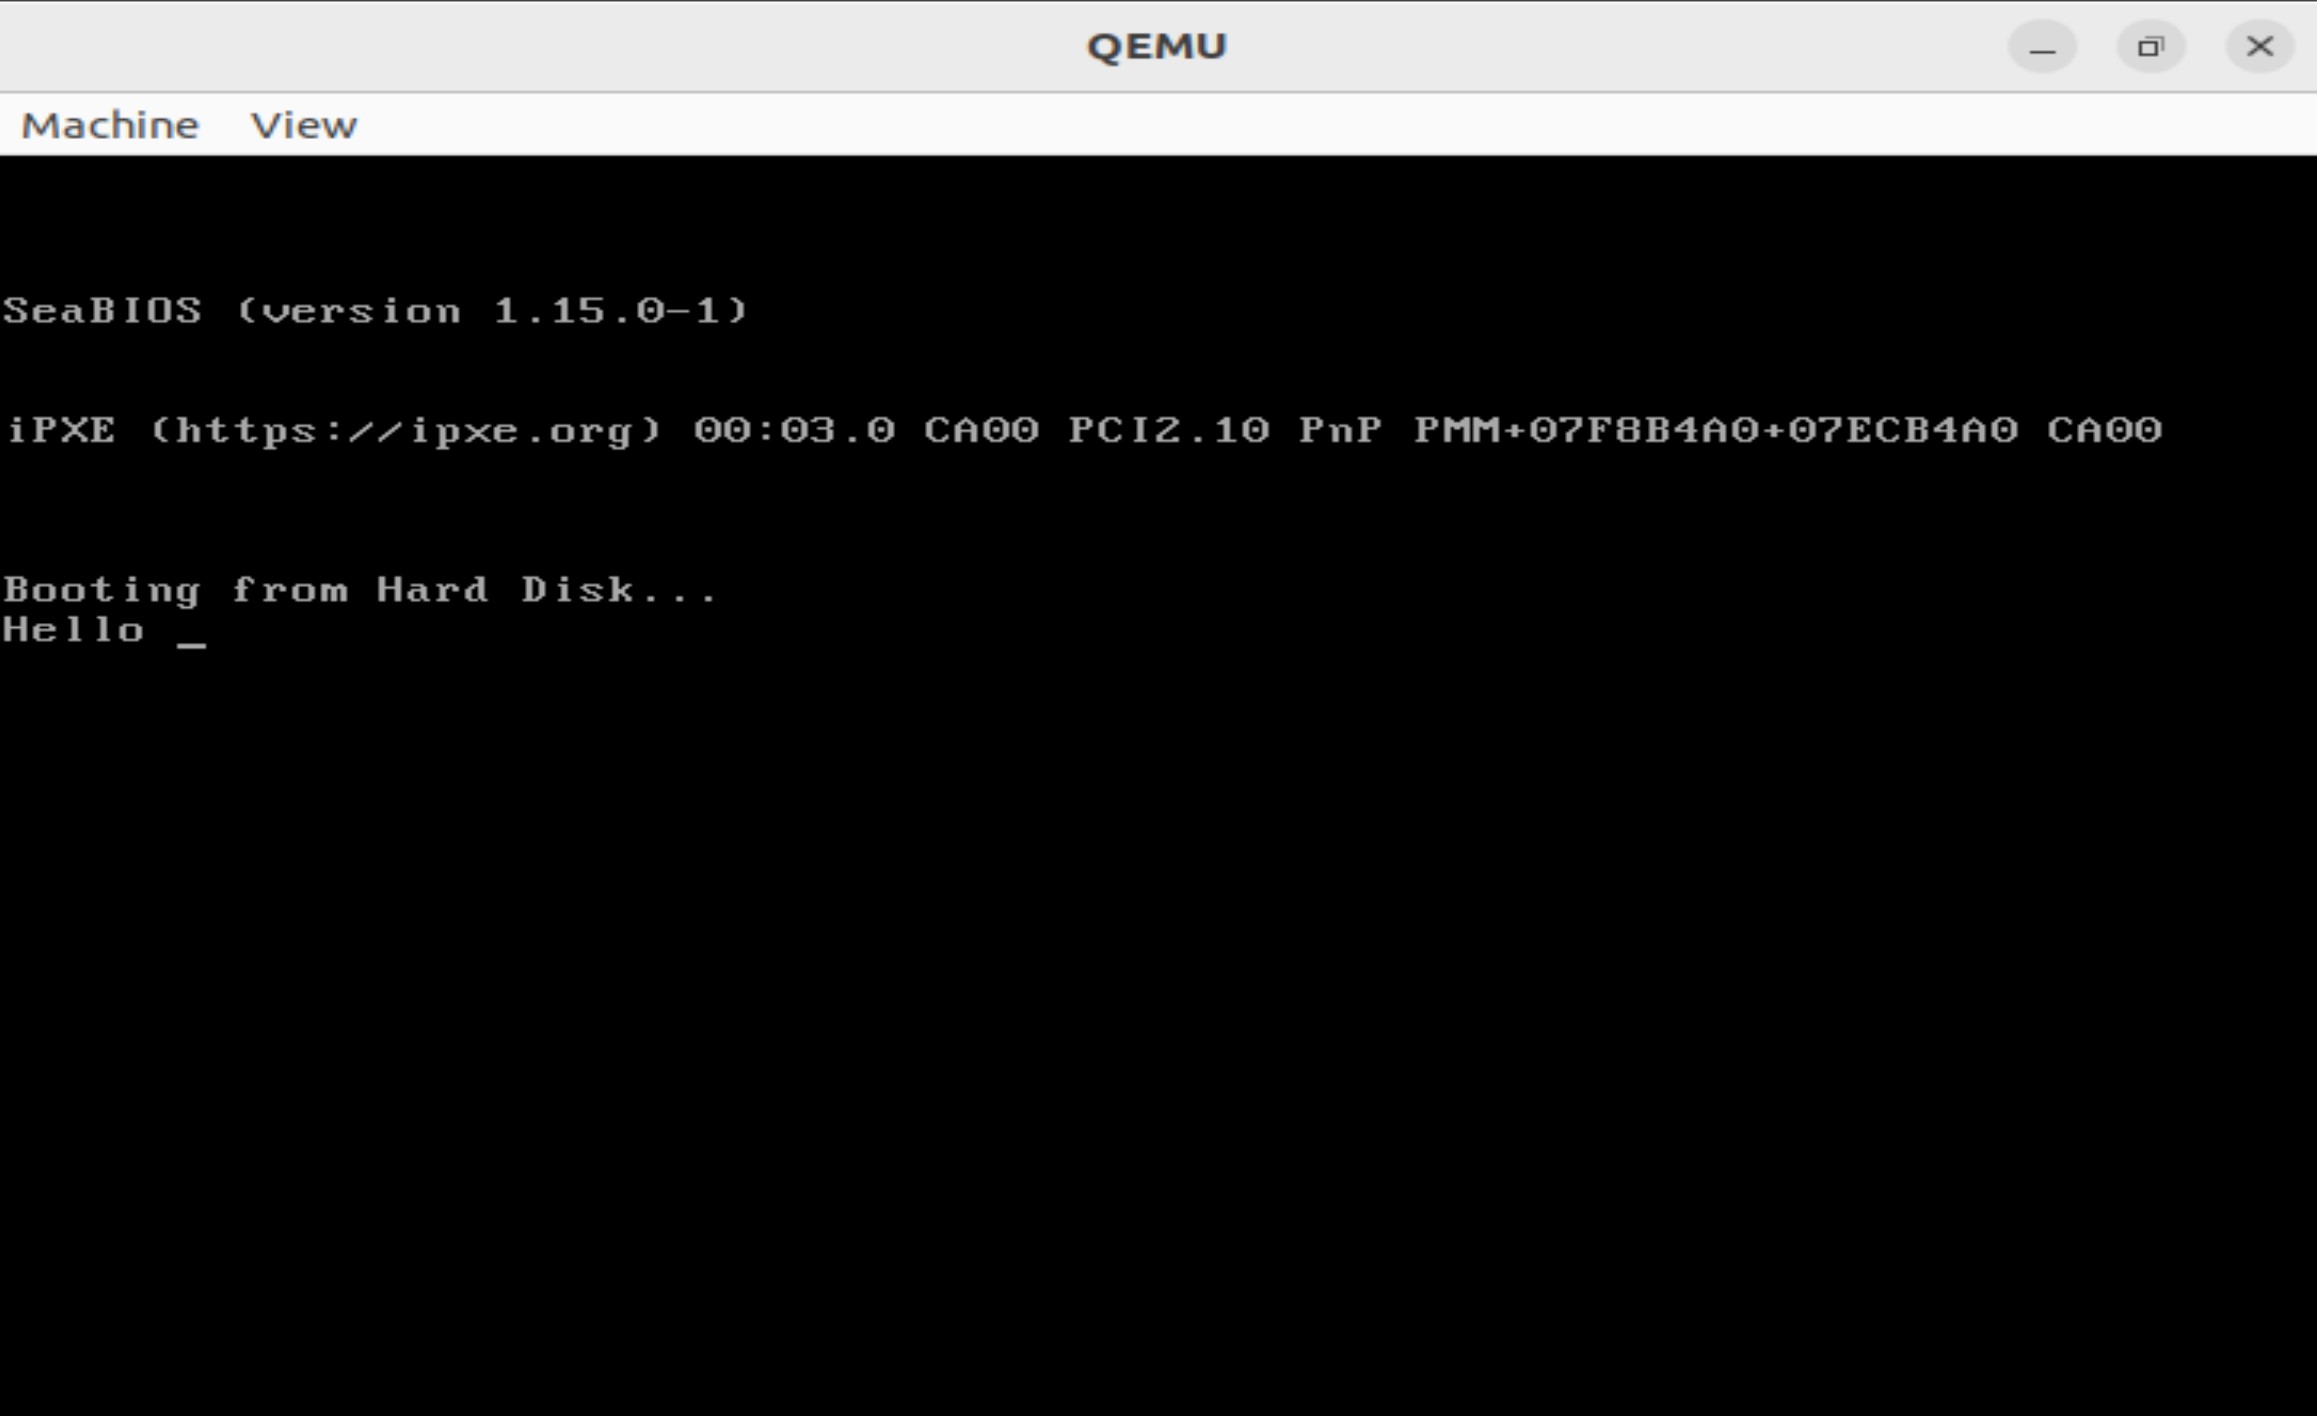 QEMU
Machine View
SeaBIOS (version 1.15.0-1)
iPXE (https://ipxe.org) 00:03.0 CA00 PCI2.10 PnP PMM+07F8B4A0+07ECB4A0 CA00
Booting from Hard Disk...
Hello _